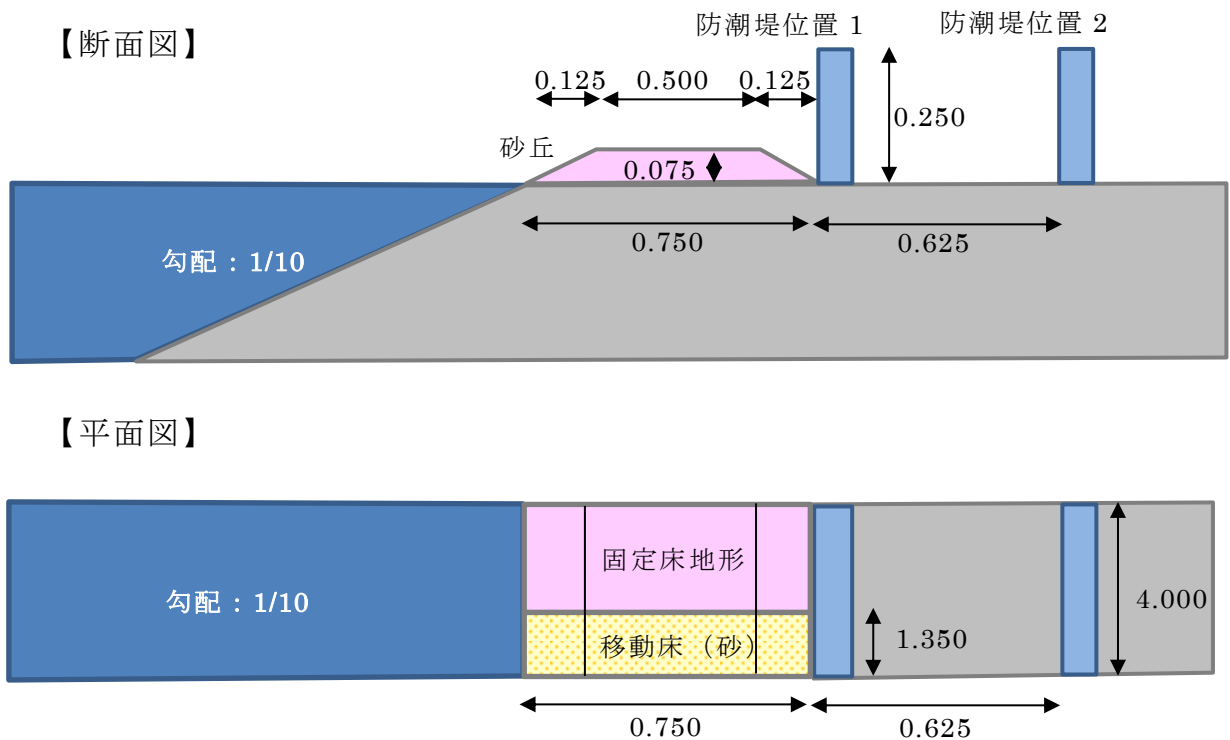 【断面図】
防潮堤位置 1
防潮堤位置 2
0.125
0.500
0.125
0.250
砂丘
0.075
0.750
0.625
勾配：1/10
【平面図】
固定床地形
勾配：1/10
4.000
1.350
移動床（砂）
0.750
0.625